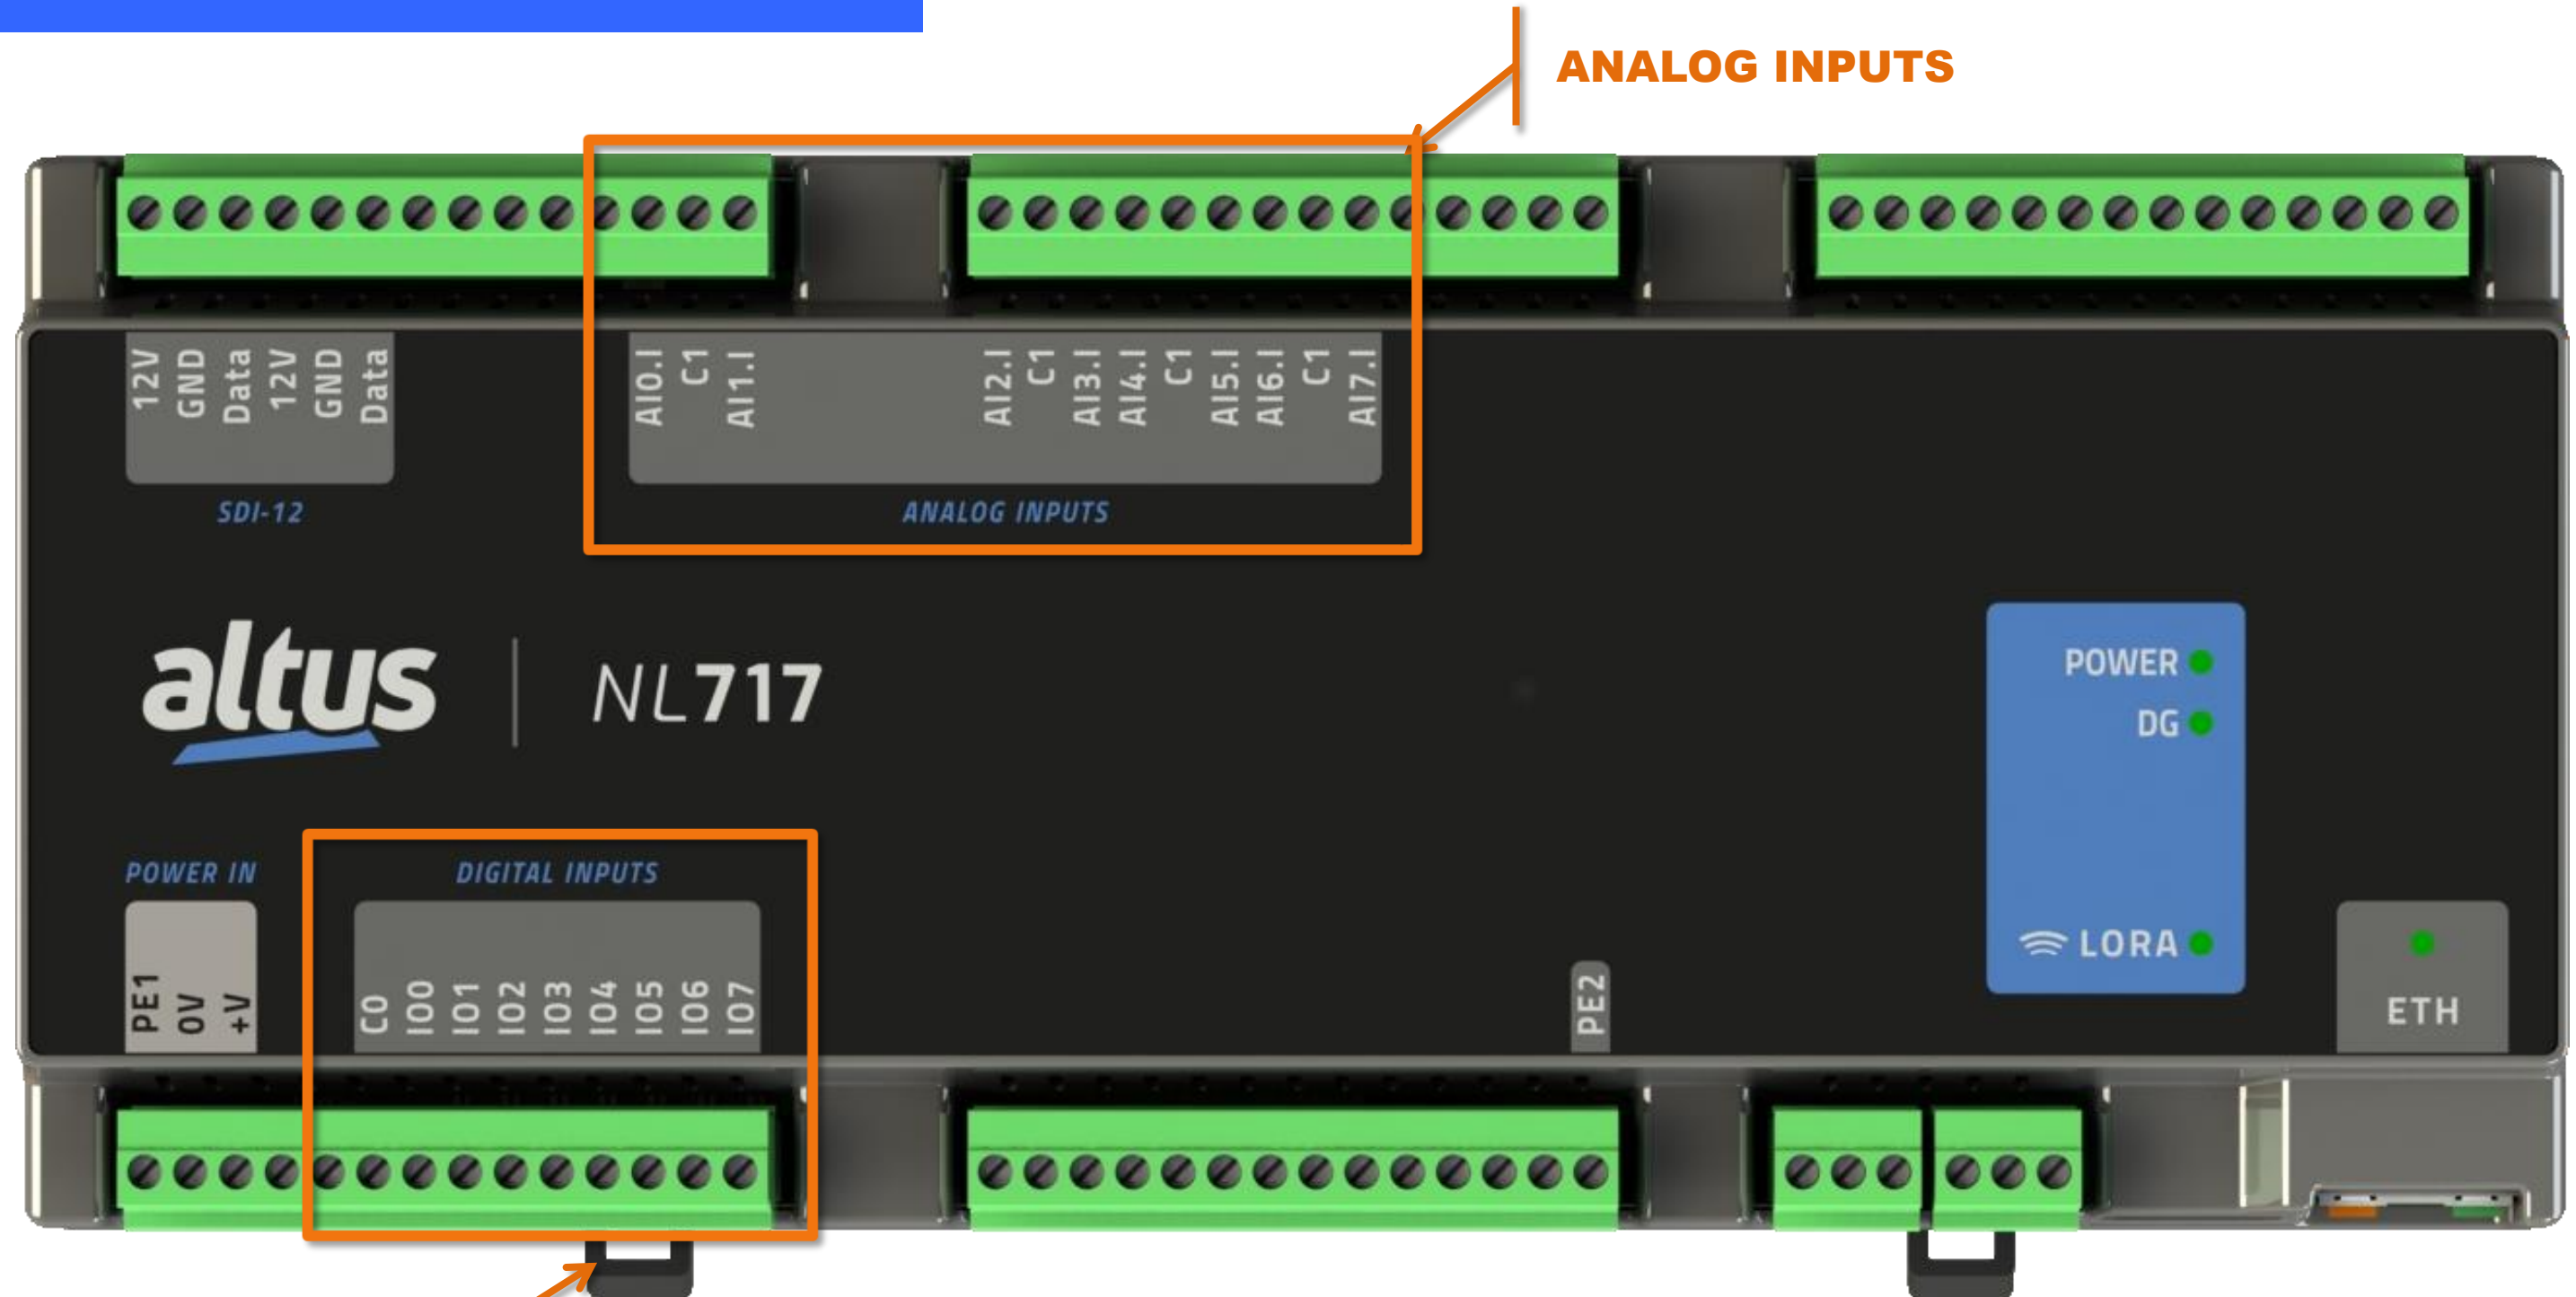 ANALOG INPUTS
12V GND Data 12V GND Data
AI0.I C1 AI1.I AI2.I C1 AI3.I AI4.I C1 AI5.I AI6.I C1 AI7.I
SDI-12
ANALOG INPUTS
altus NL717
POWER
DG
LORA
ETH
POWER IN
PE1 0V +V
DIGITAL INPUTS
C0 I00 I01 I02 I03 I04 I05 I06 I07
PE2